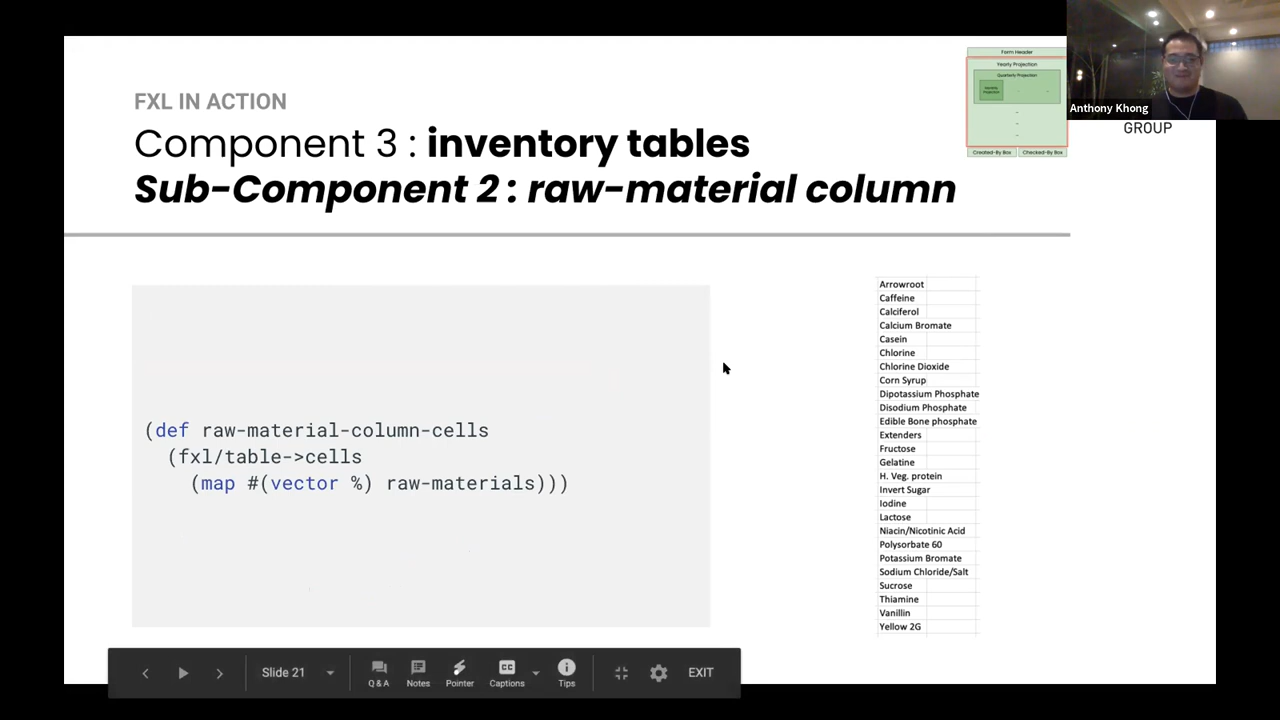 FXL IN ACTION
Component 3 : inventory tables
Sub-Component 2 : raw-material column
Form Header
Yearly Projection
Quarterly Projection
Created-By Box
Checked-By Box
Anthony Khong
GROUP
(def raw-material-column-cells
(fxl/table->cells
(map #(vector %) raw-materials)))
Arrowroot
Caffeine
Calciferol
Calcium Bromate
Casein
Chlorine
Chlorine Dioxide
Corn Syrup
Dipotassium Phosphate
Disodium Phosphate
Edible Bone phosphate
Extenders
Fructose
Gelatine
H. Veg. protein
Invert Sugar
Iodine
Lactose
Niacin/Nicotinic Acid
Polysorbate 60
Potassium Bromate
Sodium Chloride/Salt
Sucrose
Thiamine
Vanillin
Yellow 2G
Slide 21
Q & A
Notes
Pointer
CC
Captions
Tips
EXIT